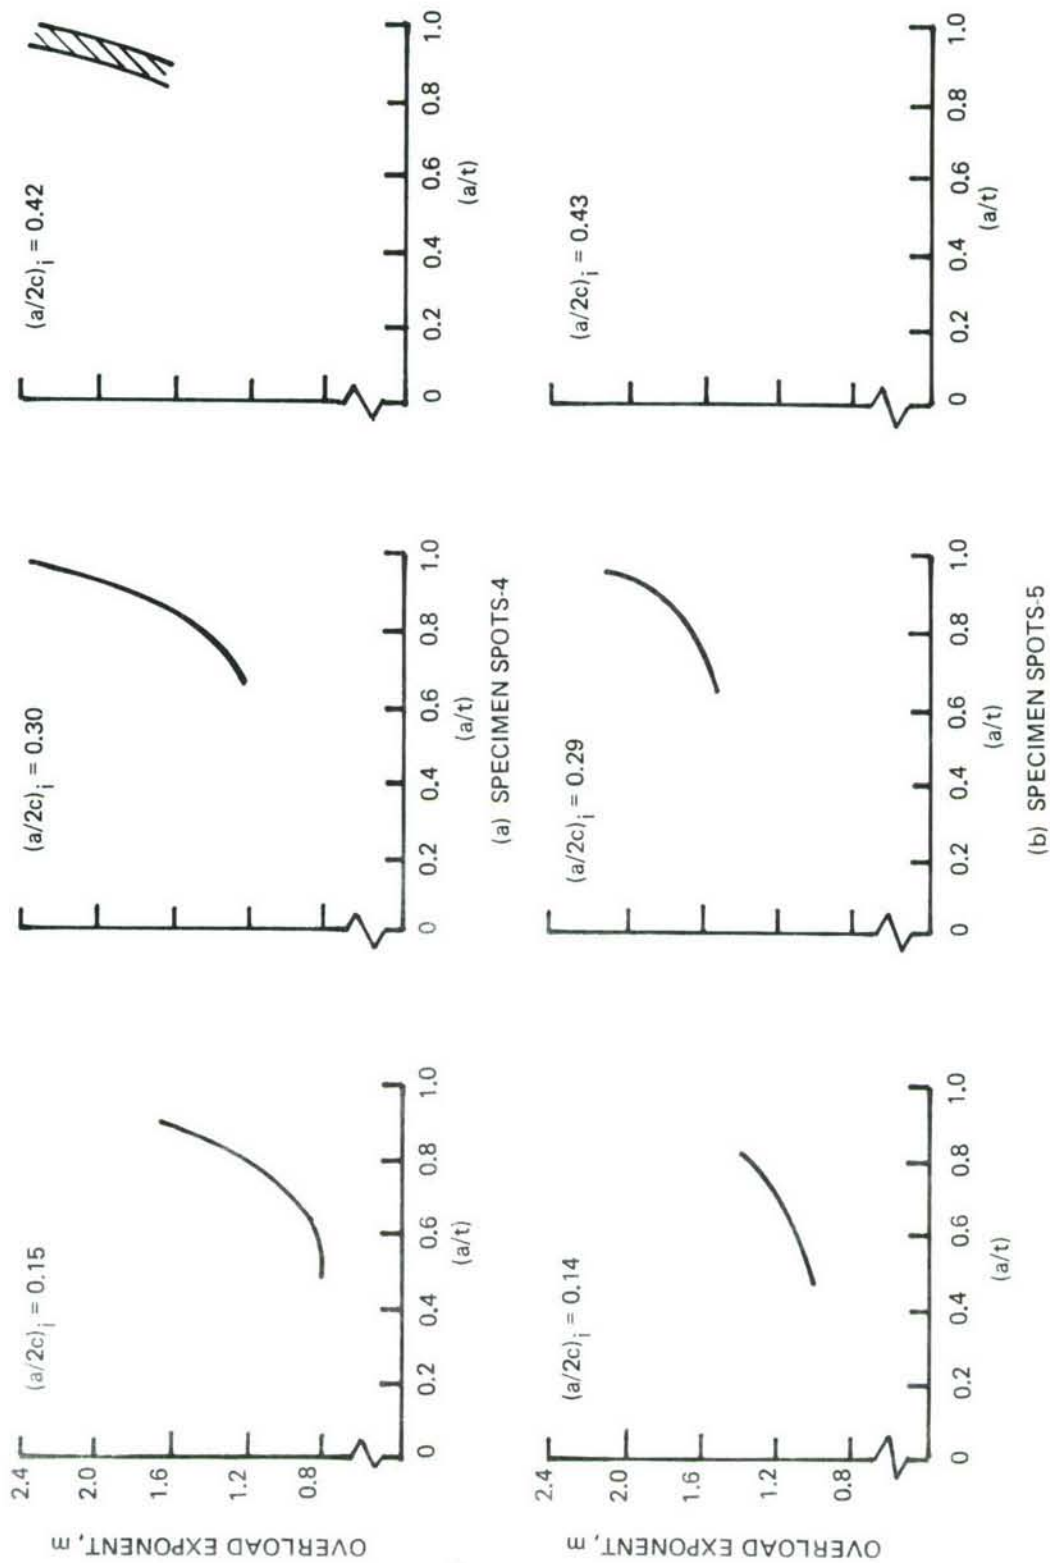 OVERLOAD EXPONENT, m
2.4
2.0
1.6
1.2
0.8
(a/2c)i = 0.15
0 0.2 0.4 0.6 0.8 1.0
(a/t)
(a/2c)i = 0.30
0 0.2 0.4 0.6 0.8 1.0
(a/t)
(a/2c)i = 0.42
0 0.2 0.4 0.6 0.8 1.0
(a/t)
(a) SPECIMEN SPOTS-4
OVERLOAD EXPONENT, m
2.4
2.0
1.6
1.2
0.8
(a/2c)i = 0.14
0 0.2 0.4 0.6 0.8 1.0
(a/t)
(a/2c)i = 0.29
0 0.2 0.4 0.6 0.8 1.0
(a/t)
(a/2c)i = 0.43
0 0.2 0.4 0.6 0.8 1.0
(a/t)
(b) SPECIMEN SPOTS-5